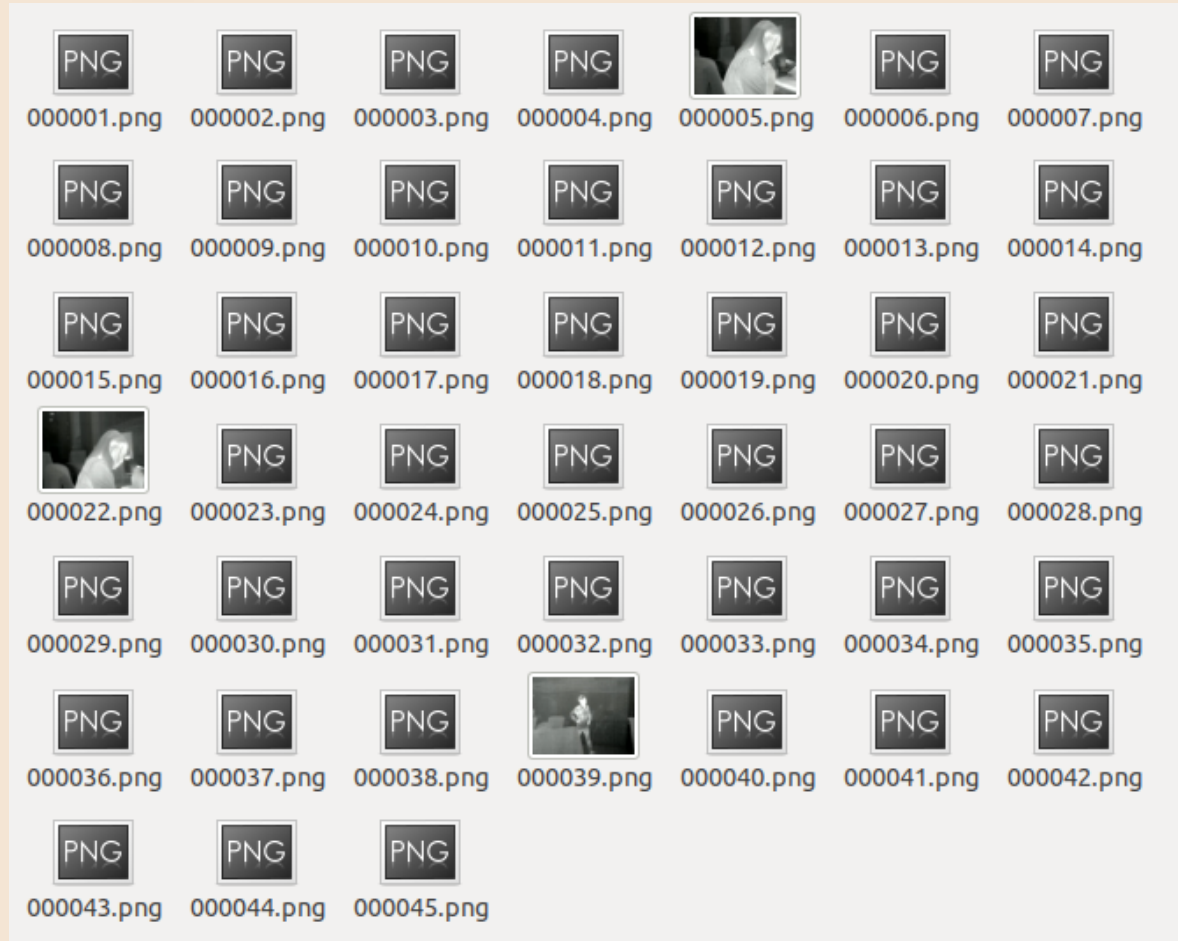 PNG PNG PNG PNG PNG PNG
000001.png 000002.png 000003.png 000004.png 000005.png 000006.png 000007.png
PNG PNG PNG PNG PNG PNG PNG
000008.png 000009.png 000010.png 000011.png 000012.png 000013.png 000014.png
PNG PNG PNG PNG PNG PNG PNG
000015.png 000016.png 000017.png 000018.png 000019.png 000020.png 000021.png
PNG PNG PNG PNG PNG PNG
000022.png 000023.png 000024.png 000025.png 000026.png 000027.png 000028.png
PNG PNG PNG PNG PNG PNG PNG
000029.png 000030.png 000031.png 000032.png 000033.png 000034.png 000035.png
PNG PNG PNG PNG PNG PNG
000036.png 000037.png 000038.png 000039.png 000040.png 000041.png 000042.png
PNG PNG PNG
000043.png 000044.png 000045.png